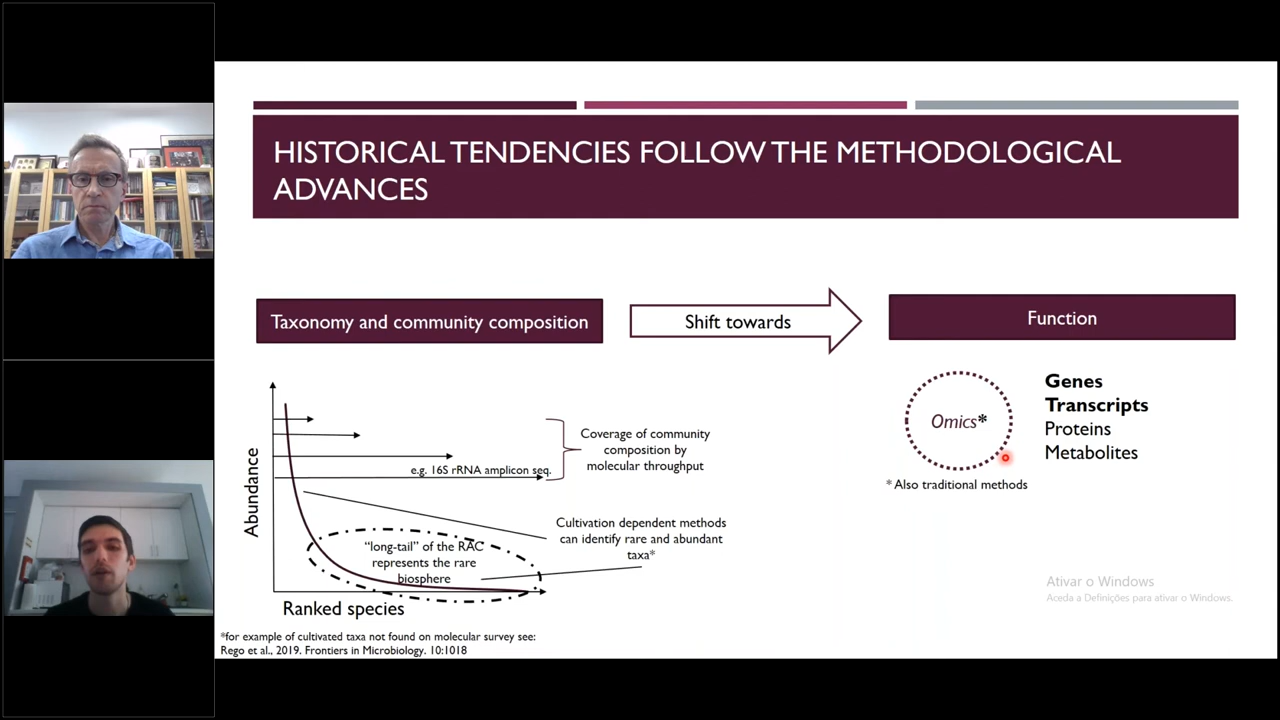 HISTORICAL TENDENCIES FOLLOW THE METHODOLOGICAL
ADVANCES
Taxonomy and community composition
Shift towards
Function
Abundance
e.g. 16S rRNA amplicon seq.
Coverage of community
composition by
molecular throughput
Cultivation dependent methods
can identify rare and abundant
taxa*
"long-tail" of the RAC
represents the rare
biosphere
Ranked species
*for example of cultivated taxa not found on molecular survey see:
Rego et al., 2019. Frontiers in Microbiology. 10:1018
Omics*
* Also traditional methods
Genes
Transcripts
Proteins
Metabolites
Ativar o Windows
Aceda a Definições para ativar o Windows.